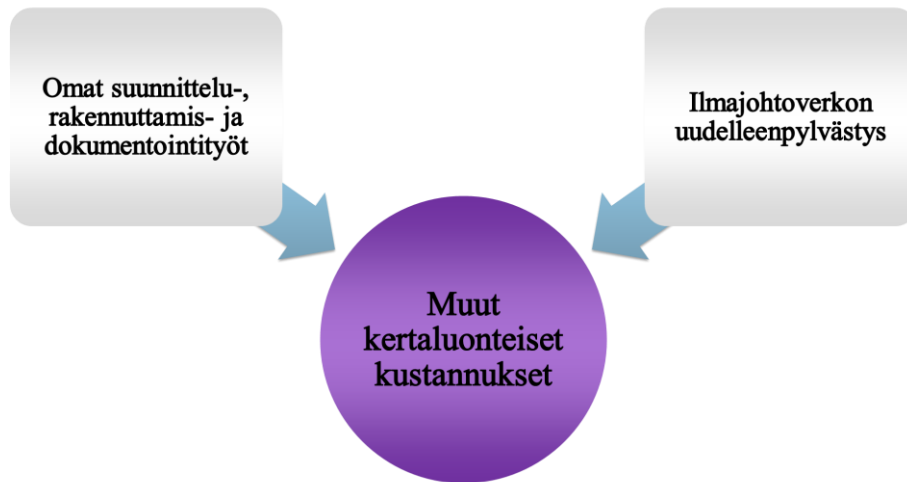 Omat suunnittelu-,
rakennuttamis- ja
dokumentointityöt
Ilmajohtoverkon
uudelleenpylvästys
Muut
kertaluonteiset
kustannukset